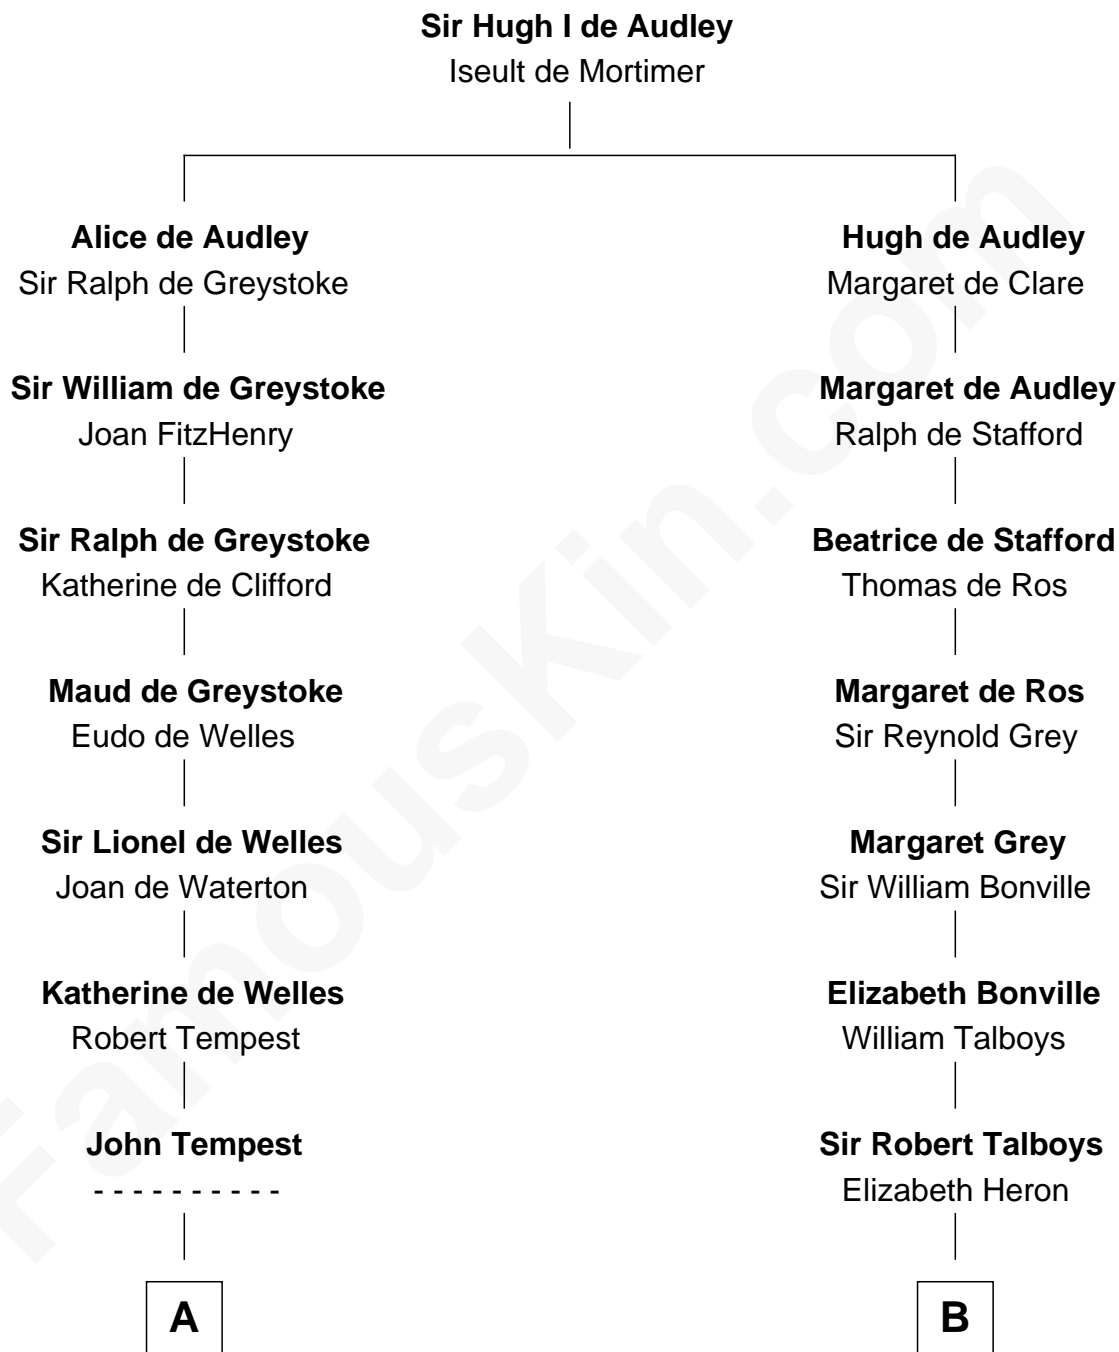 Sir Hugh I de Audley
Iseult de Mortimer
Alice de Audley
Sir Ralph de Greystoke
Hugh de Audley
Margaret de Clare
Sir William de Greystoke
Joan FitzHenry
Margaret de Audley
Ralph de Stafford
Sir Ralph de Greystoke
Katherine de Clifford
Beatrice de Stafford
Thomas de Ros
Maud de Greystoke
Eudo de Welles
Margaret de Ros
Sir Reynold Grey
Sir Lionel de Welles
Joan de Waterton
Margaret Grey
Sir William Bonville
Katherine de Welles
Robert Tempest
Elizabeth Bonville
William Talboys
John Tempest
- - - - - - - - - -
Sir Robert Talboys
Elizabeth Heron
A
B
FamousKin.com